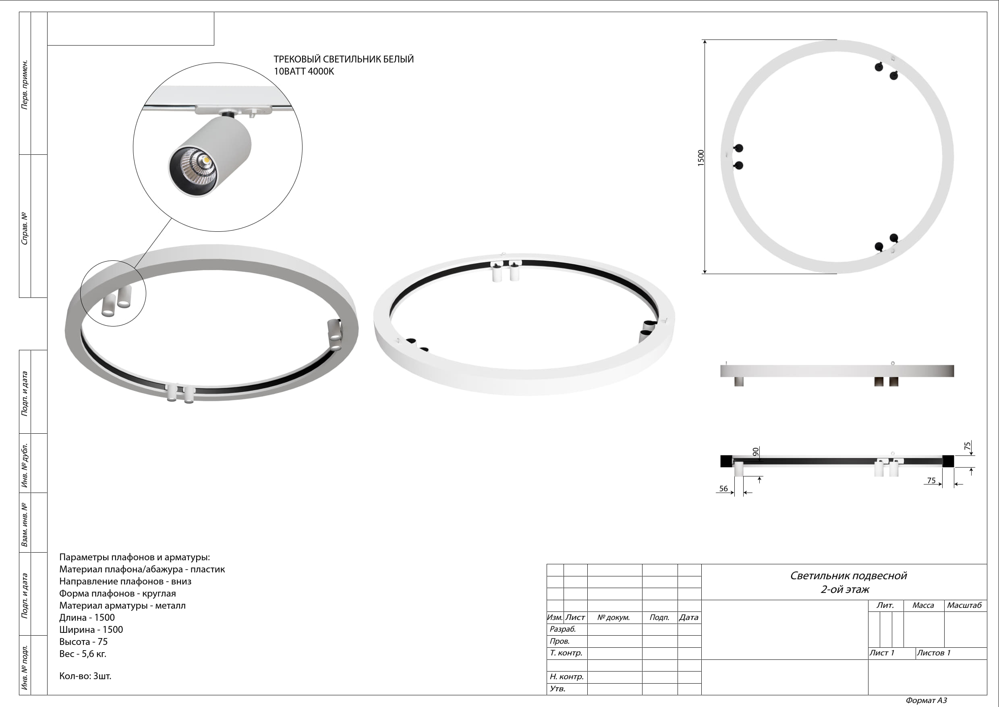 ТРЕКОВЫЙ СВЕТИЛЬНИК БЕЛЫЙ
10ВАТТ 4000К
1500
90
75
56
75
Перв. примен.
Справ. №
Подп. и дата
Инв. № дубл.
Взам. инв. №
Подп. и дата
Инв. № подл.
Параметры плафонов и арматуры:
Материал плафона/абажура - пластик
Направление плафонов - вниз
Форма плафонов - круглая
Материал арматуры - металл
Длина - 1500
Ширина - 1500
Высота - 75
Вес - 5,6 кг.
Кол-во: 3шт.
Светильник подвесной
2-ой этаж
Лит. Масса Масштаб
Изм. Лист № докум. Подп. Дата
Разраб.
Пров.
Т. контр.
Лист 1 Листов 1
Н. контр.
Утв.
Формат А3